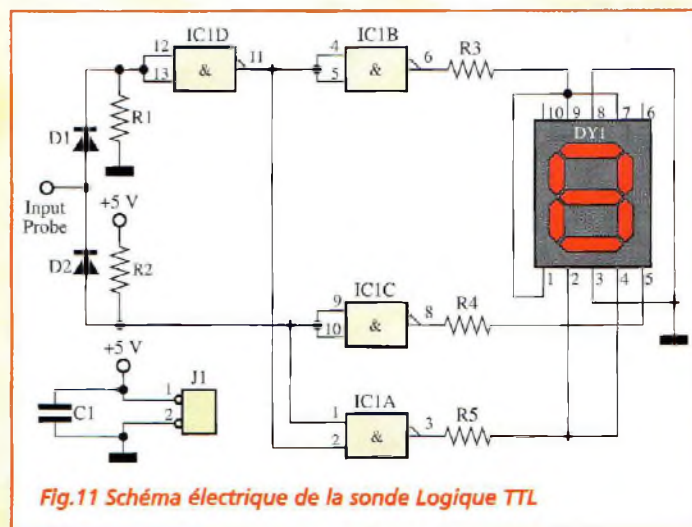 IC1D
12
13
&
11
IC1B
4
5
&
6
R3
R1
D1
Input
Probe
+5 V
D2
R2
10
9
8
7
6
DY1
1
2
3
4
5
IC1C
9
10
&
8
R4
+5 V
C1
1
2
J1
IC1A
1
2
&
3
R5
Fig.11 Schéma électrique de la sonde Logique TTL